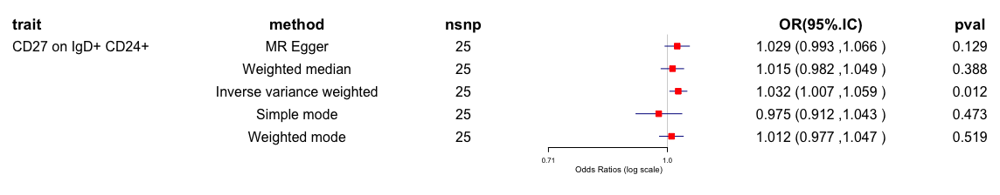 trait method nsnp OR(95%.IC) pval
CD27 on IgD+ CD24+ MR Egger 25 1.029 (0.993 ,1.066 ) 0.129
Weighted median 25 1.015 (0.982 ,1.049 ) 0.388
Inverse variance weighted 25 1.032 (1.007 ,1.059 ) 0.012
Simple mode 25 0.975 (0.912 ,1.043 ) 0.473
Weighted mode 25 1.012 (0.977 ,1.047 ) 0.519
0.71 1.0
Odds Ratios (log scale)